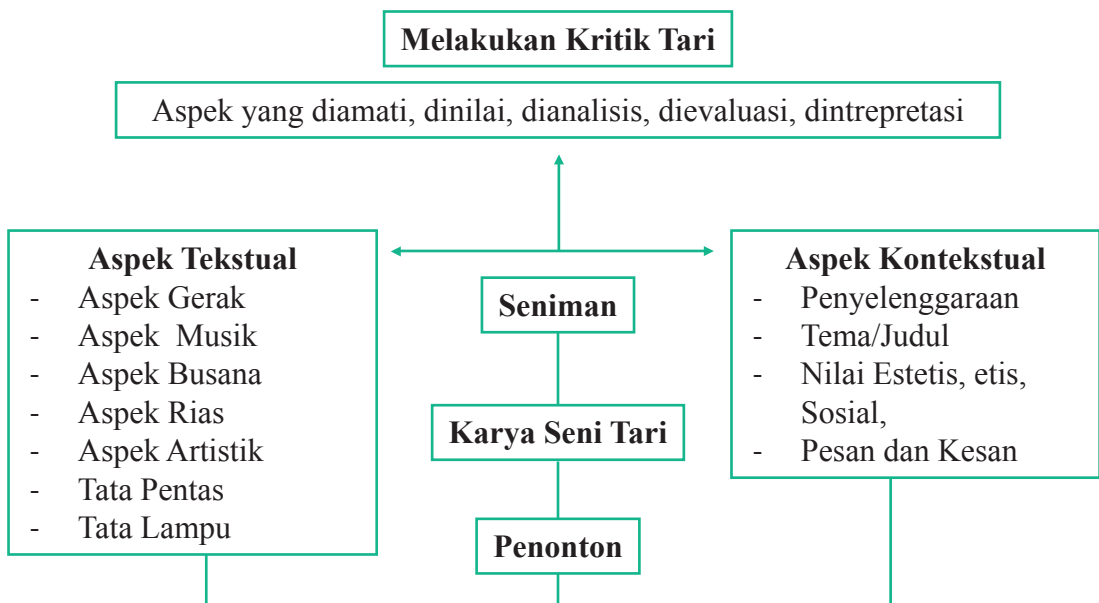 Melakukan Kritik Tari
Aspek yang diamati, dinilai, dianalisis, dievaluasi, dintrepretasi
Aspek Tekstual
- Aspek Gerak
- Aspek Musik
- Aspek Busana
- Aspek Rias
- Aspek Artistik
- Tata Pentas
- Tata Lampu
Seniman
Karya Seni Tari
Penonton
Aspek Kontekstual
- Penyelenggaraan
- Tema/Judul
- Nilai Estetis, etis,
Sosial,
- Pesan dan Kesan